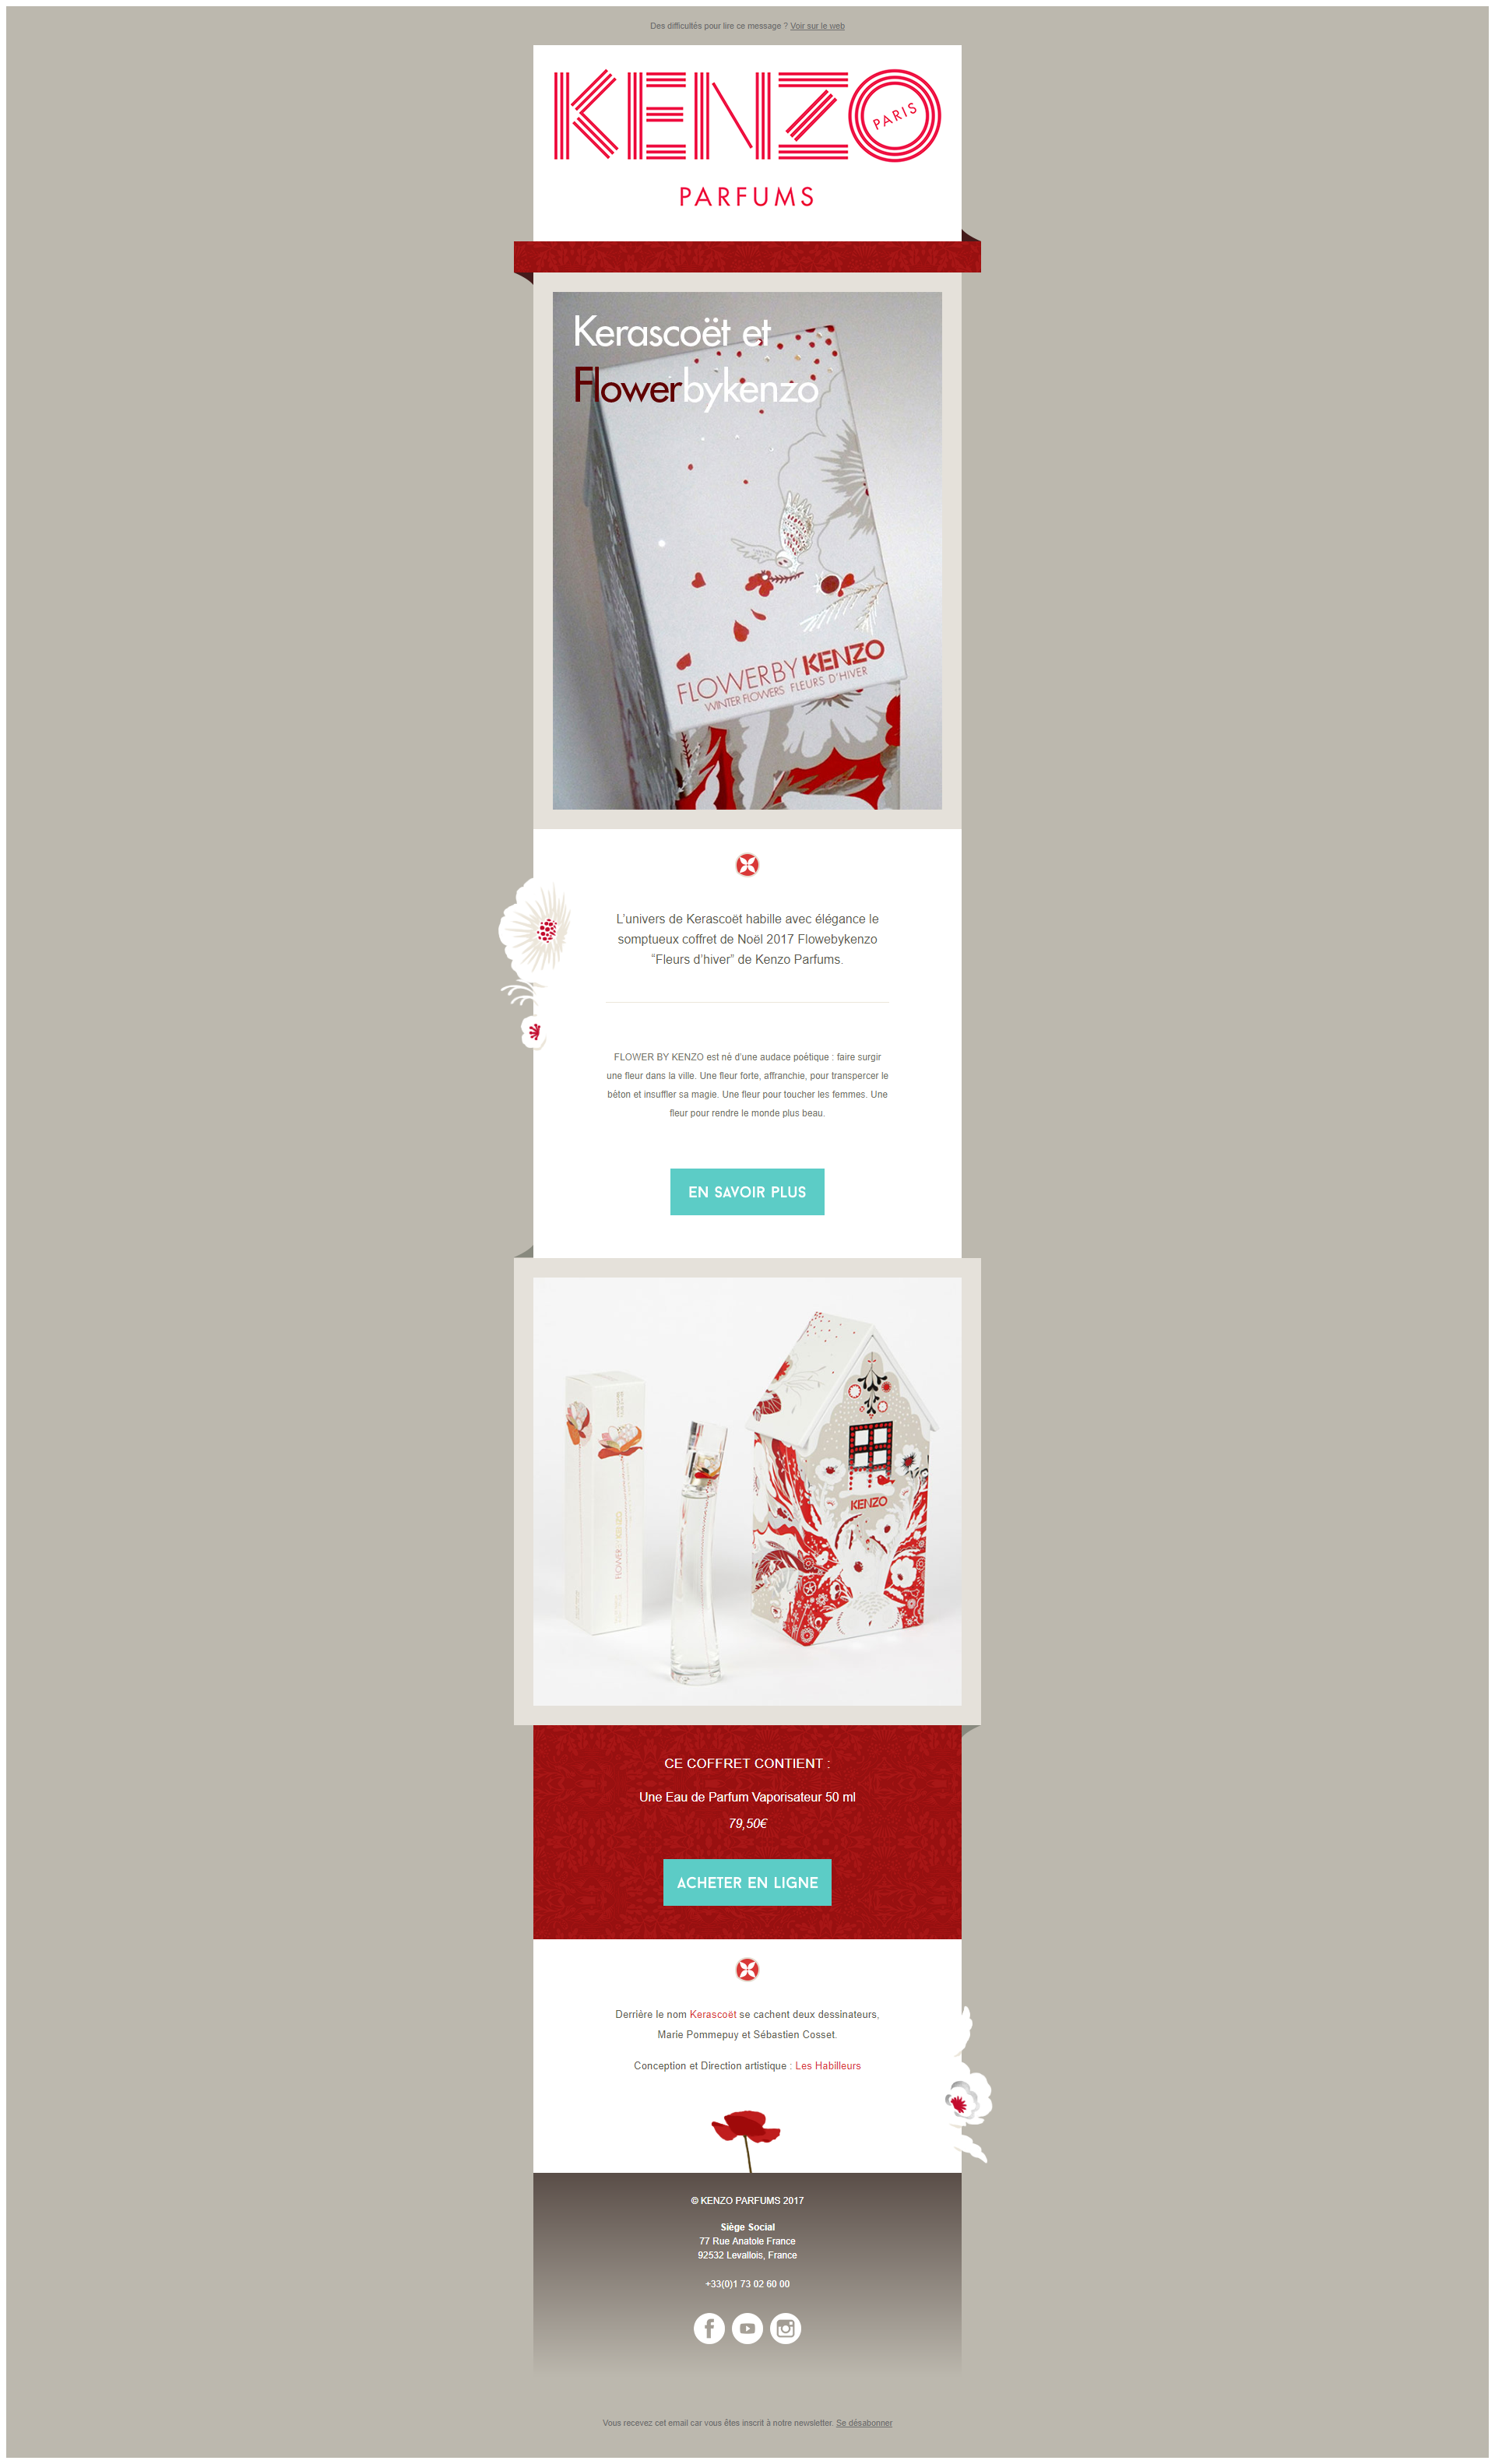 Des difficultés pour lire ce message ? Voir sur le web
KENZO
PARIS
PARFUMS
Kerascoët et
Flowerbykenzo
FLOWERBY KENZO
WINTER FLOWERS FLEURS D'HIVER
L'univers de Kerascoët habille avec élégance le
somptueux coffret de Noël 2017 Flowebykenzo
“Fleurs d'hiver” de Kenzo Parfums.
FLOWER BY KENZO est né d'une audace poétique : faire surgir
une fleur dans la ville. Une fleur forte, affranchie, pour transpercer le
béton et insuffler sa magie. Une fleur pour toucher les femmes. Une
fleur pour rendre le monde plus beau.
EN SAVOIR PLUS
KENZO
CE COFFRET CONTIENT :
Une Eau de Parfum Vaporisateur 50 ml
79,50€
ACHETER EN LIGNE
Derrière le nom Kerascoët se cachent deux dessinateurs,
Marie Pommepuy et Sébastien Cosset.
Conception et Direction artistique : Les Habilleurs
© KENZO PARFUMS 2017
Siège Social
77 Rue Anatole France
92532 Levallois, France
+33(0)1 73 02 60 00
Vous recevez cet email car vous êtes inscrit à notre newsletter. Se désabonner